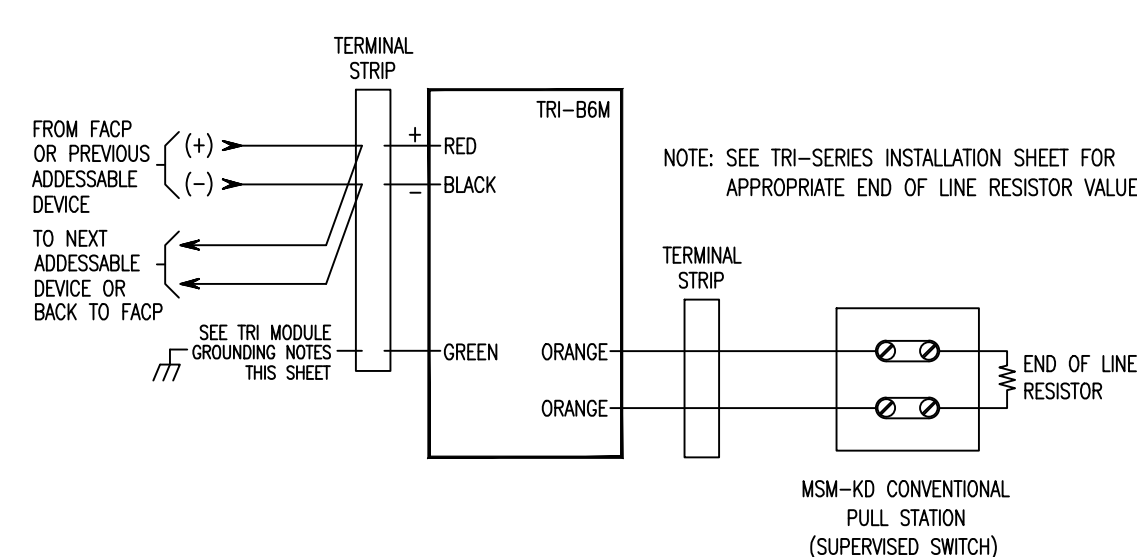 TERMINAL
STRIP
FROM FACP
OR PREVIOUS
ADDESSABLE
DEVICE
(+)
(–)
TO NEXT
ADDESSABLE
DEVICE OR
BACK TO FACP
SEE TRI MODULE
GROUNDING NOTES
THIS SHEET
+
–
TRI–B6M
RED
BLACK
GREEN
ORANGE
ORANGE
NOTE: SEE TRI–SERIES INSTALLATION SHEET FOR
APPROPRIATE END OF LINE RESISTOR VALUE
TERMINAL
STRIP
END OF LINE
RESISTOR
MSM–KD CONVENTIONAL
PULL STATION
(SUPERVISED SWITCH)